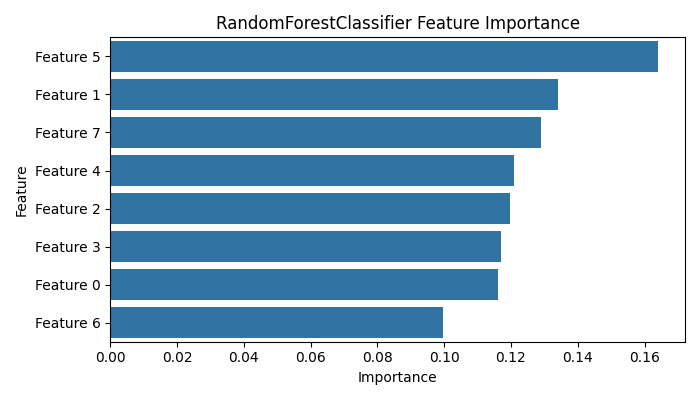 RandomForestClassifier Feature Importance
Feature
Feature 5
Feature 1
Feature 7
Feature 4
Feature 2
Feature 3
Feature 0
Feature 6
0.00 0.02 0.04 0.06 0.08 0.10 0.12 0.14 0.16
Importance